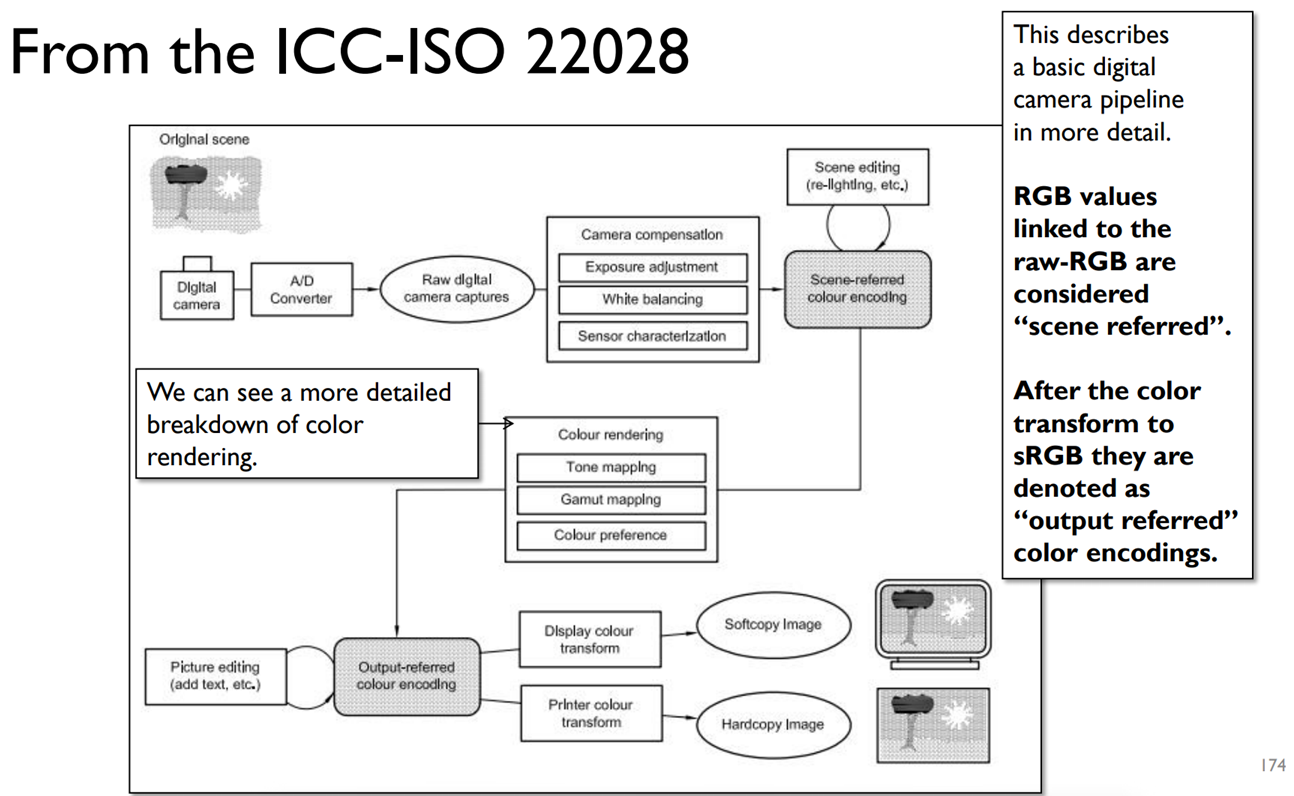 From the ICC-ISO 22028
This describes
a basic digital
camera pipeline
in more detail.
RGB values
linked to the
raw-RGB are
considered
“scene referred”.
After the color
transform to
sRGB they are
denoted as
“output referred”
color encodings.
Original scene
Scene editing
(re-lighting, etc.)
Digital
camera
A/D
Converter
Raw digital
camera captures
Camera compensation
Exposure adjustment
White balancing
Sensor characterization
Scene-referred
colour encoding
We can see a more detailed
breakdown of color
rendering.
Colour rendering
Tone mapping
Gamut mapping
Colour preference
Picture editing
(add text, etc.)
Output-referred
colour encoding
Display colour
transform
Softcopy Image
Printer colour
transform
Hardcopy Image
174